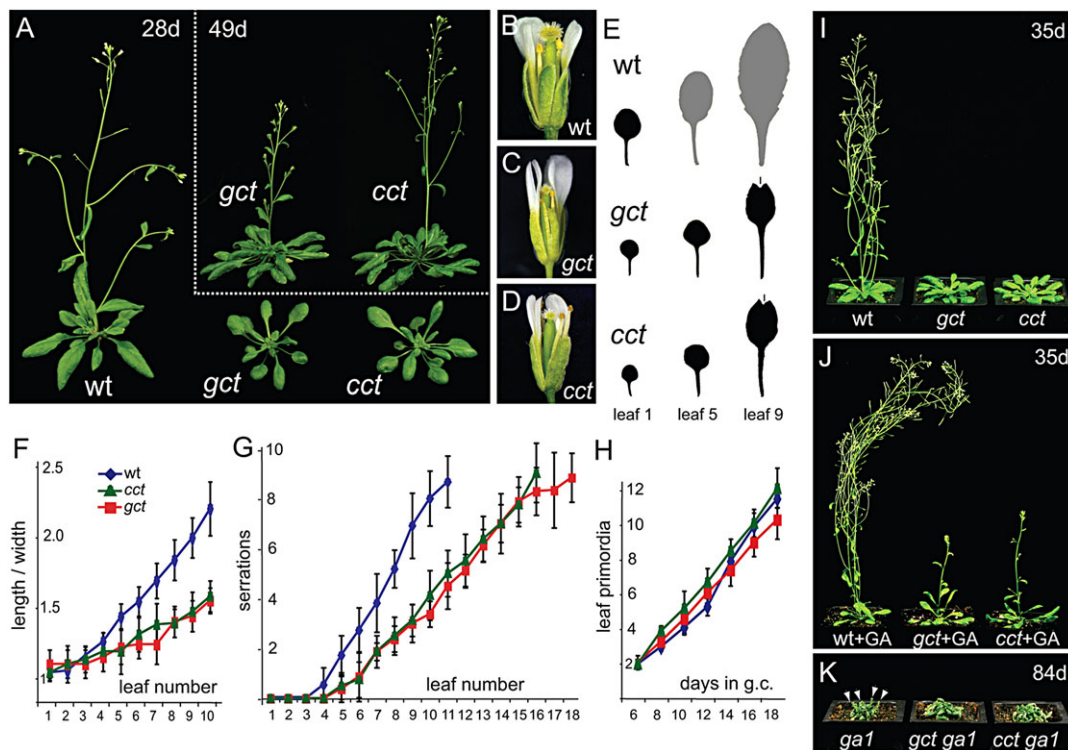 A
28d
49d
gct
cct
wt
gct
cct
B
wt
C
gct
D
cct
E
wt
gct
cct
leaf 1 leaf 5 leaf 9
I
35d
wt gct cct
J
35d
wt+GA gct+GA cct+GA
K
84d
ga1 gct ga1 cct ga1
F
2.5
2.0
1.5
1
length / width
wt
cct
gct
leaf number
1 2 3 4 5 6 7 8 9 10
G
10
8
6
4
2
serrations
leaf number
1 2 3 4 5 6 7 8 9 10 11 12 13 14 15 16 17 18
H
12
10
8
6
4
2
leaf primordia
days in g.c.
6 8 10 12 14 16 18